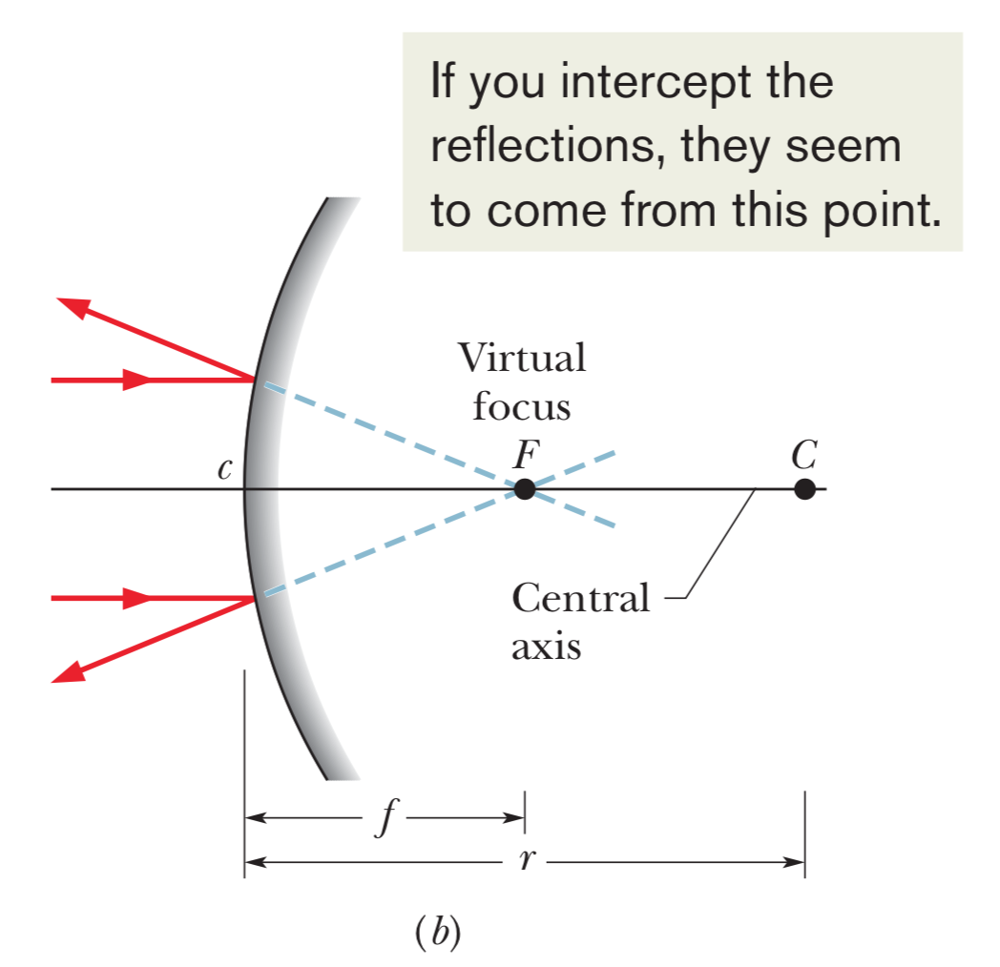 If you intercept the
reflections, they seem
to come from this point.
Virtual
focus
F
C
c
Central
axis
f
r
(b)